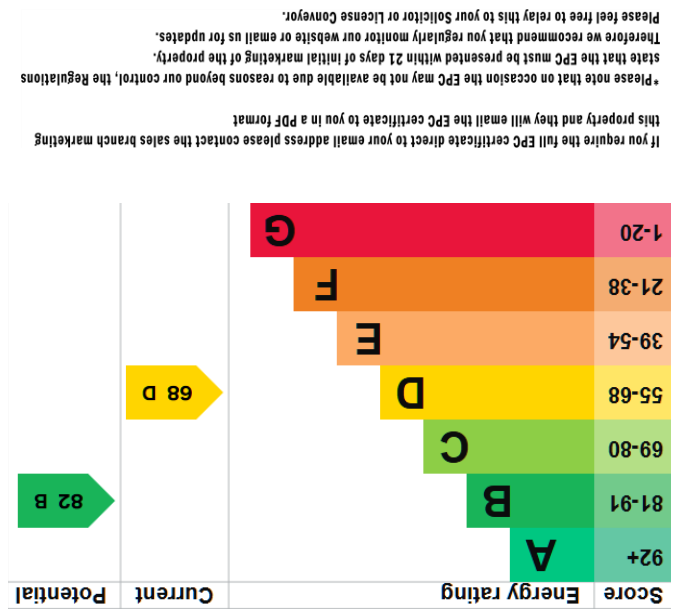 Score Energy rating Current Potential
92+ A
81-91 B 82 B
69-80 C
55-68 D 68 D
39-54 E
21-38 F
1-20 G
If you require the full EPC certificate direct to your email address please contact the sales branch marketing
this property and they will email the EPC certificate to you in a PDF format
*Please note that on occasion the EPC may not be available due to reasons beyond our control, the Regulations
state that the EPC must be presented within 21 days of initial marketing of the property.
Therefore we recommend that you regularly monitor our website or email us for updates.
Please feel free to relay this to your Solicitor or License Conveyor.